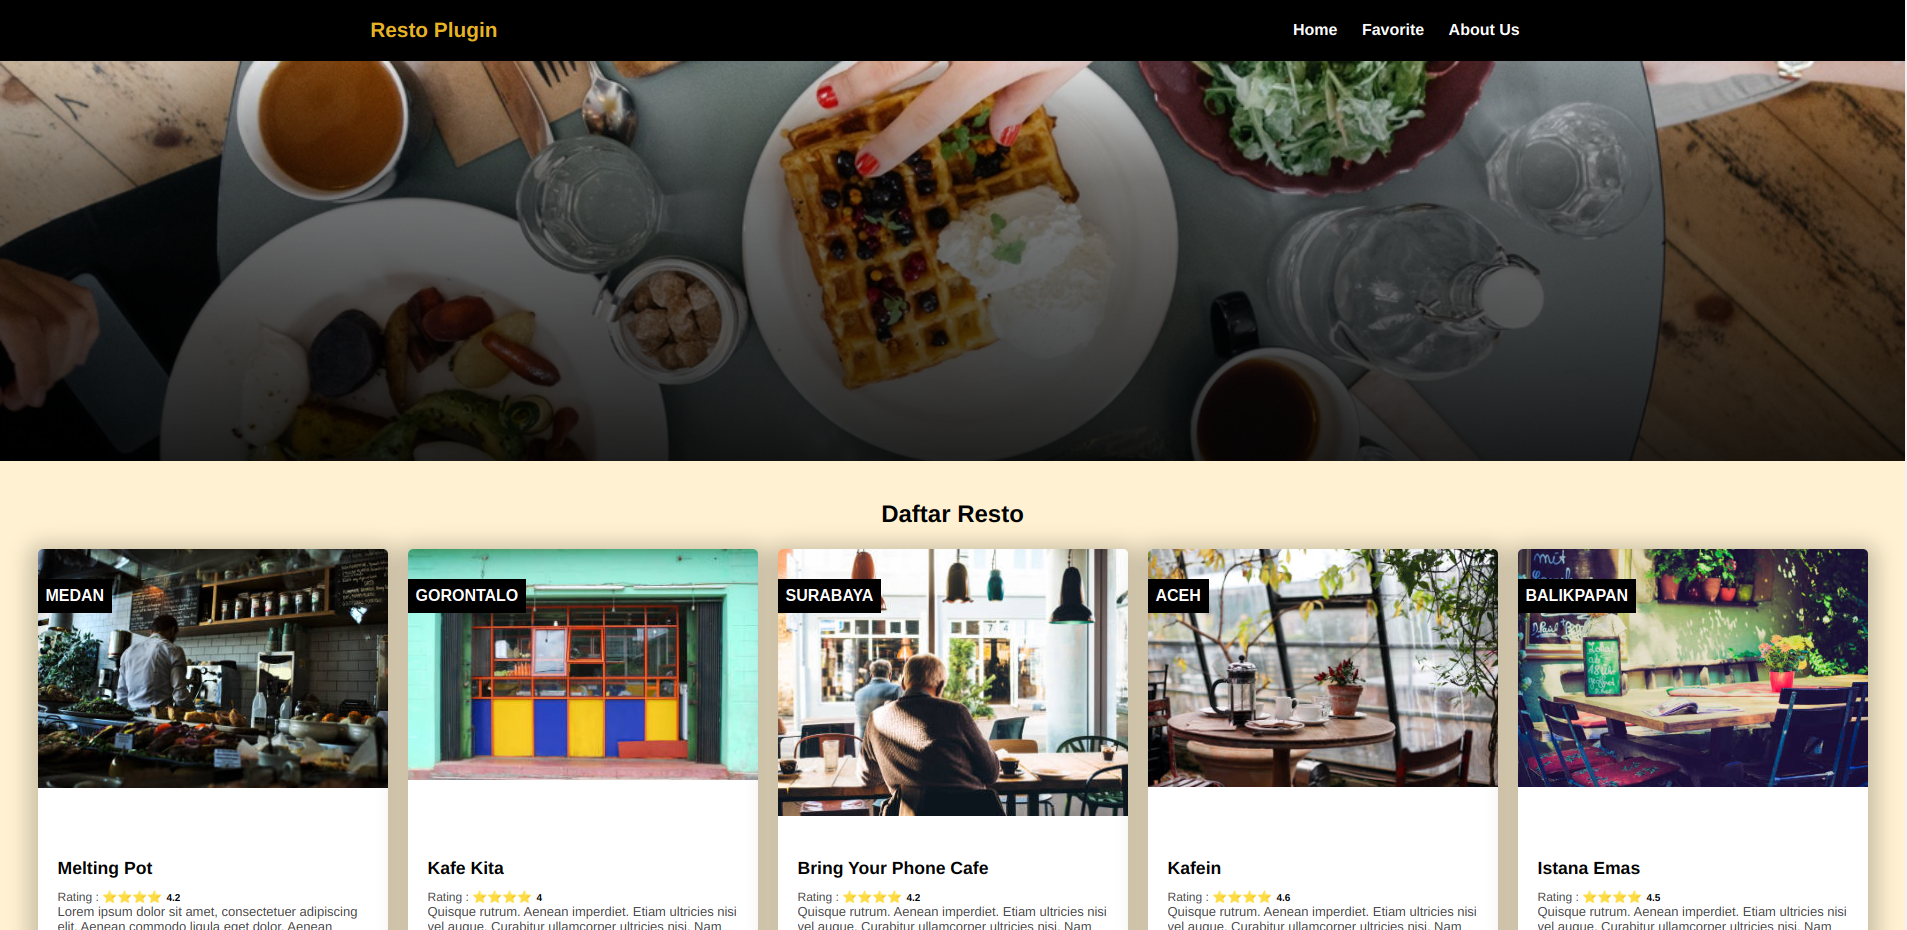 Resto Plugin
Home Favorite About Us
Daftar Resto
MEDAN
GORONTALO
SURABAYA
ACEH
BALIKPAPAN
mit
Melting Pot
Rating : ⭐⭐⭐⭐ 4.2
Lorem ipsum dolor sit amet, consectetuer adipiscing
elit. Aenean commodo ligula eget dolor. Aenean
Kafe Kita
Rating : ⭐⭐⭐⭐ 4
Quisque rutrum. Aenean imperdiet. Etiam ultricies nisi
vel augue. Curabitur ullamcorper ultricies nisi. Nam
Bring Your Phone Cafe
Rating : ⭐⭐⭐⭐ 4.2
Quisque rutrum. Aenean imperdiet. Etiam ultricies nisi
vel augue. Curabitur ullamcorper ultricies nisi. Nam
Kafein
Rating : ⭐⭐⭐⭐ 4.6
Quisque rutrum. Aenean imperdiet. Etiam ultricies nisi
vel augue. Curabitur ullamcorper ultricies nisi. Nam
Istana Emas
Rating : ⭐⭐⭐⭐ 4.5
Quisque rutrum. Aenean imperdiet. Etiam ultricies nisi
vel augue. Curabitur ullamcorper ultricies nisi. Nam